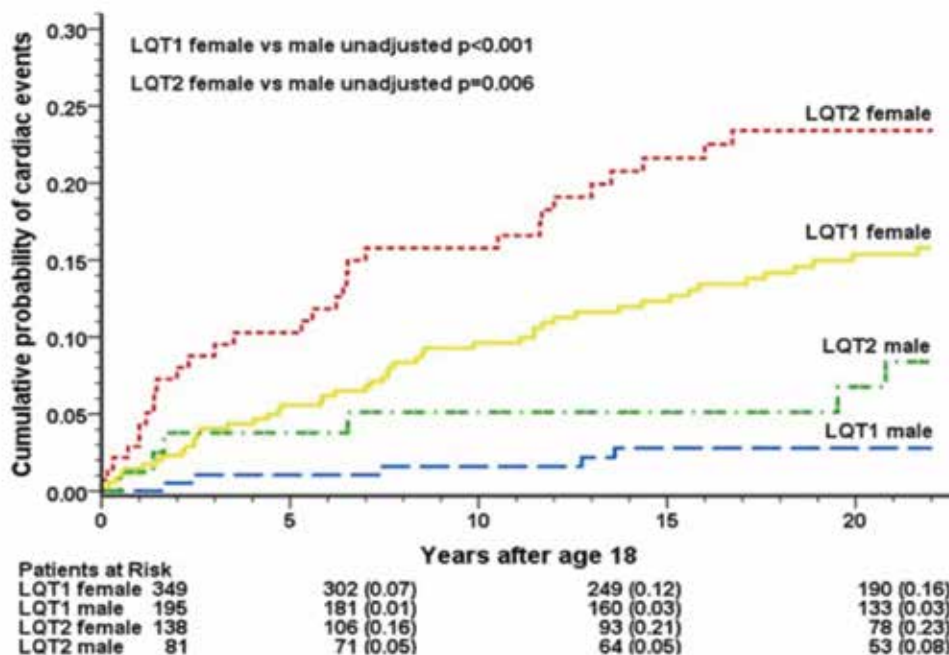 0.30
LQT1 female vs male unadjusted p<0.001
LQT2 female vs male unadjusted p=0.006
0.25
LQT2 female
0.20
LQT1 female
0.15
0.10
LQT2 male
0.05
LQT1 male
0.00
Cumulative probability of cardiac events
0 5 10 15 20
Years after age 18
Patients at Risk
LQT1 female 349 302 (0.07) 249 (0.12) 190 (0.16)
LQT1 male 195 181 (0.01) 160 (0.03) 133 (0.03)
LQT2 female 138 106 (0.16) 93 (0.21) 78 (0.23)
LQT2 male 81 71 (0.05) 64 (0.05) 53 (0.08)